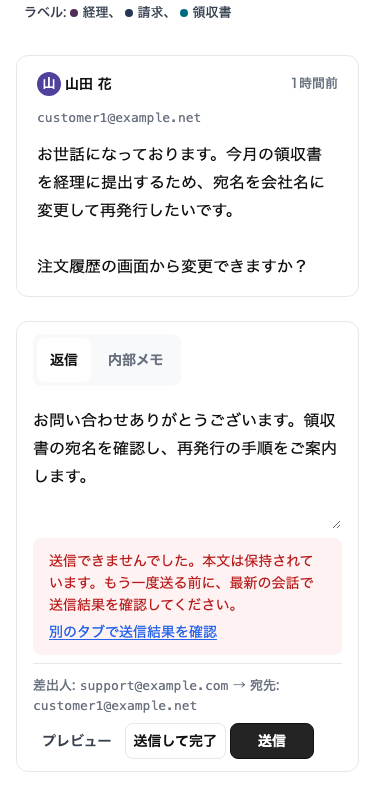 ラベル: 経理、 請求、 領収書
山 山田 花 1時間前
customer1@example.net
お世話になっております。今月の領収書
を経理に提出するため、宛名を会社名に
変更して再発行したいです。
注文履歴の画面から変更できますか？
返信 内部メモ
お問い合わせありがとうございます。領収
書の宛名を確認し、再発行の手順をご案内
します。
送信できませんでした。本文は保持されて
います。もう一度送る前に、最新の会話で
送信結果を確認してください。
別のタブで送信結果を確認
差出人: support@example.com → 宛先:
customer1@example.net
プレビュー 送信して完了 送信